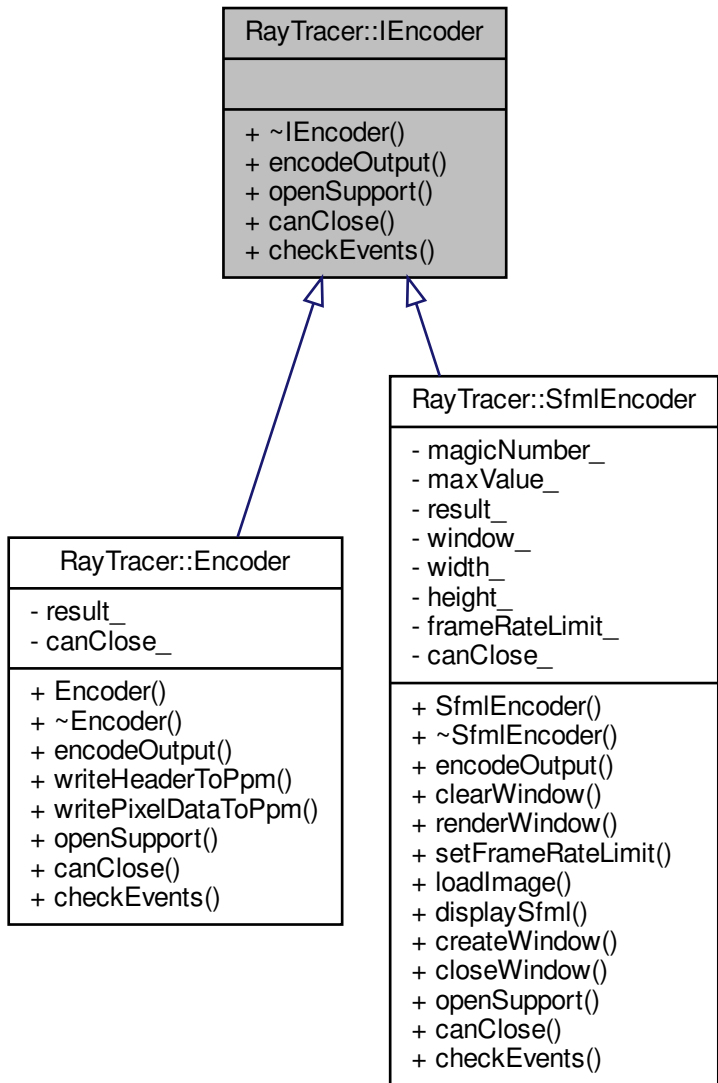 RayTracer::IEncoder
+ ~IEncoder()
+ encodeOutput()
+ openSupport()
+ canClose()
+ checkEvents()
RayTracer::Encoder
- result_
- canClose_
+ Encoder()
+ ~Encoder()
+ encodeOutput()
+ writeHeaderToPpm()
+ writePixelDataToPpm()
+ openSupport()
+ canClose()
+ checkEvents()
RayTracer::SfmlEncoder
- magicNumber_
- maxValue_
- result_
- window_
- width_
- height_
- frameRateLimit_
- canClose_
+ SfmlEncoder()
+ ~SfmlEncoder()
+ encodeOutput()
+ clearWindow()
+ renderWindow()
+ setFrameRateLimit()
+ loadImage()
+ displaySfml()
+ createWindow()
+ closeWindow()
+ openSupport()
+ canClose()
+ checkEvents()